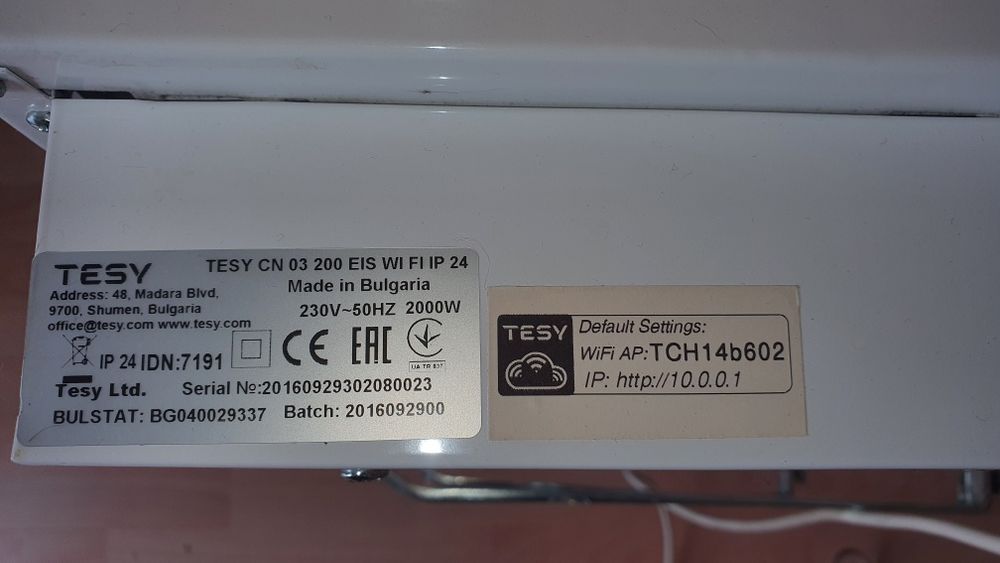 TESY
TESY CN 03 200 EIS WI FI IP 24
Address: 48, Madara Blvd,
9700, Shumen, Bulgaria
office@tesy.com www.tesy.com
Made in Bulgaria
230V~50HZ 2000W
IP 24 IDN:7191
CE EAC
UA TR
Tesy Ltd.
Serial №:20160929302080023
BULSTAT: BG040029337
Batch: 2016092900
TESY
Default Settings:
WiFi AP:TCH14b602
IP: http://10.0.0.1